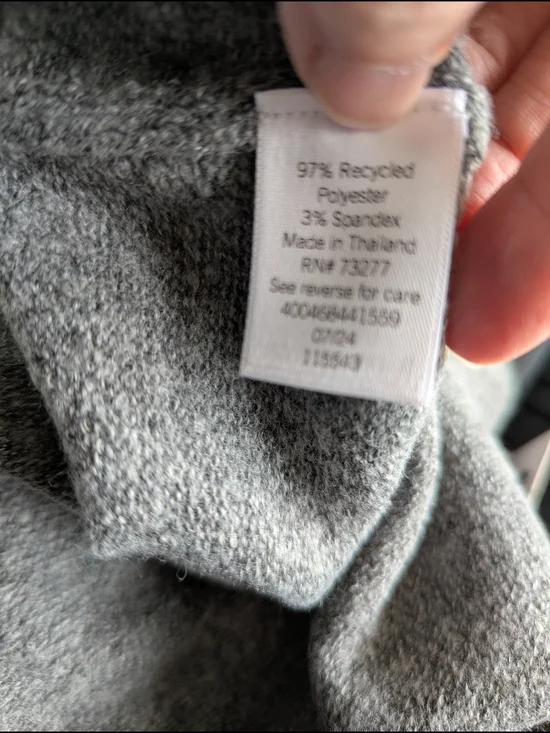 97% Recycled
Polyester
3% Spandex
Made in Thailand
RN# 73277
See reverse for care
400468441559
07/24
115543